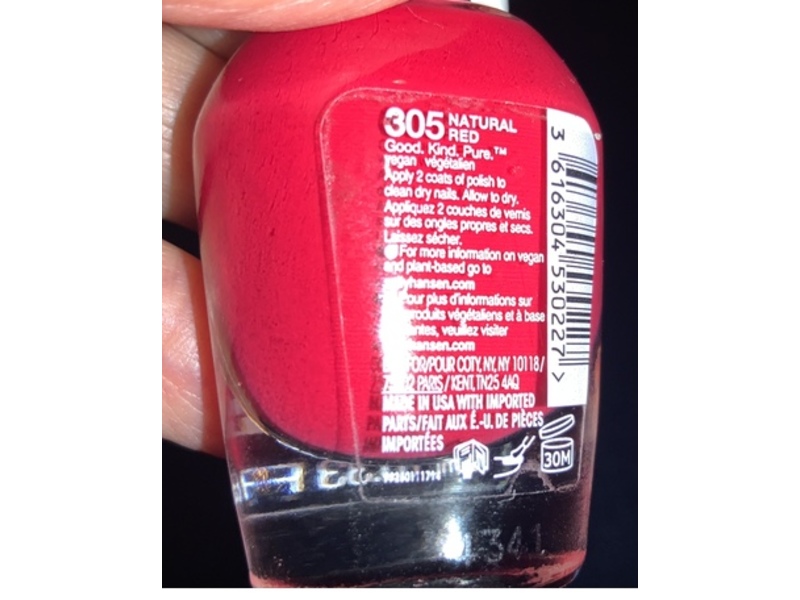 305 NATURAL
RED
Good. Kind. Pure.™
vegan végétalien
Apply 2 coats of polish to
clean dry nails. Allow to dry.
Appliquez 2 couches de vernis
sur des ongles propres et secs.
Laissez sécher.
For more information on vegan
and plant-based go to
yhansen.com
our plus d'informations sur
produits végétaliens et à base
antes, veuillez visiter
hansen.com
FOR/POUR COTY, NY, NY 10118/
PARIS / KENT, TN25 4AQ
MADE IN USA WITH IMPORTED
PARTS/FAIT AUX É.-U. DE PIÈCES
IMPORTÉES
30M
3 616304 530227 >
341